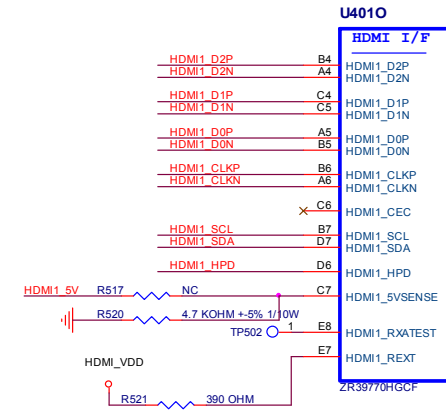 U401O
HDMI I/F
HDMI1_D2P B4 HDMI1_D2P
HDMI1_D2N A4 HDMI1_D2N
HDMI1_D1P C4 HDMI1_D1P
HDMI1_D1N C5 HDMI1_D1N
HDMI1_D0P A5 HDMI1_D0P
HDMI1_D0N B5 HDMI1_D0N
HDMI1_CLKP B6 HDMI1_CLKP
HDMI1_CLKN A6 HDMI1_CLKN
C6 HDMI1_CEC
HDMI1_SCL B7 HDMI1_SCL
HDMI1_SDA D7 HDMI1_SDA
HDMI1_HPD D6 HDMI1_HPD
HDMI1_5V R517 NC C7 HDMI1_5VSENSE
R520 4.7 KOHM +-5% 1/10W
TP502 1 E8 HDMI1_RXATEST
E7 HDMI1_REXT
HDMI_VDD
ZR39770HGCF
R521 390 OHM